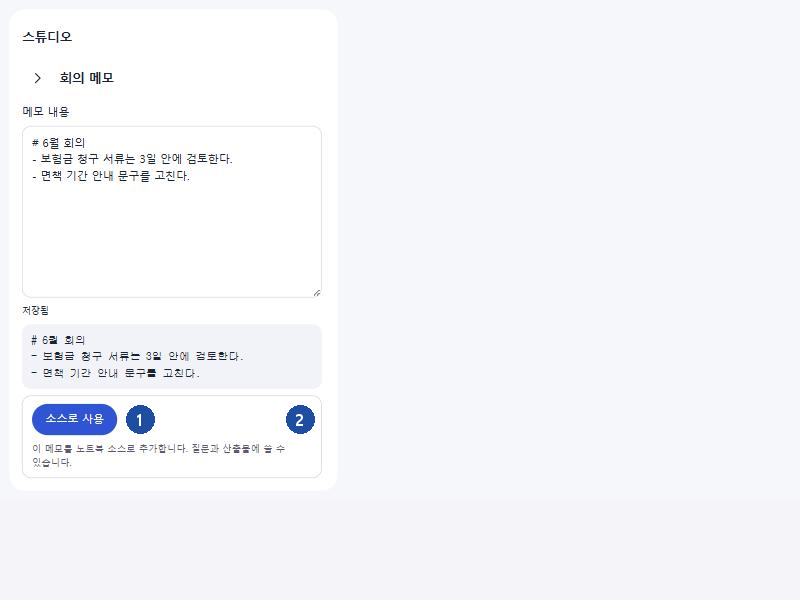 스튜디오
회의 메모
메모 내용
# 6월 회의
- 보험금 청구 서류는 3일 안에 검토한다.
- 면책 기간 안내 문구를 고친다.
저장됨
# 6월 회의
- 보험금 청구 서류는 3일 안에 검토한다.
- 면책 기간 안내 문구를 고친다.
소스로 사용 1 2
이 메모를 노트북 소스로 추가합니다. 질문과 산출물에 쓸 수
있습니다.